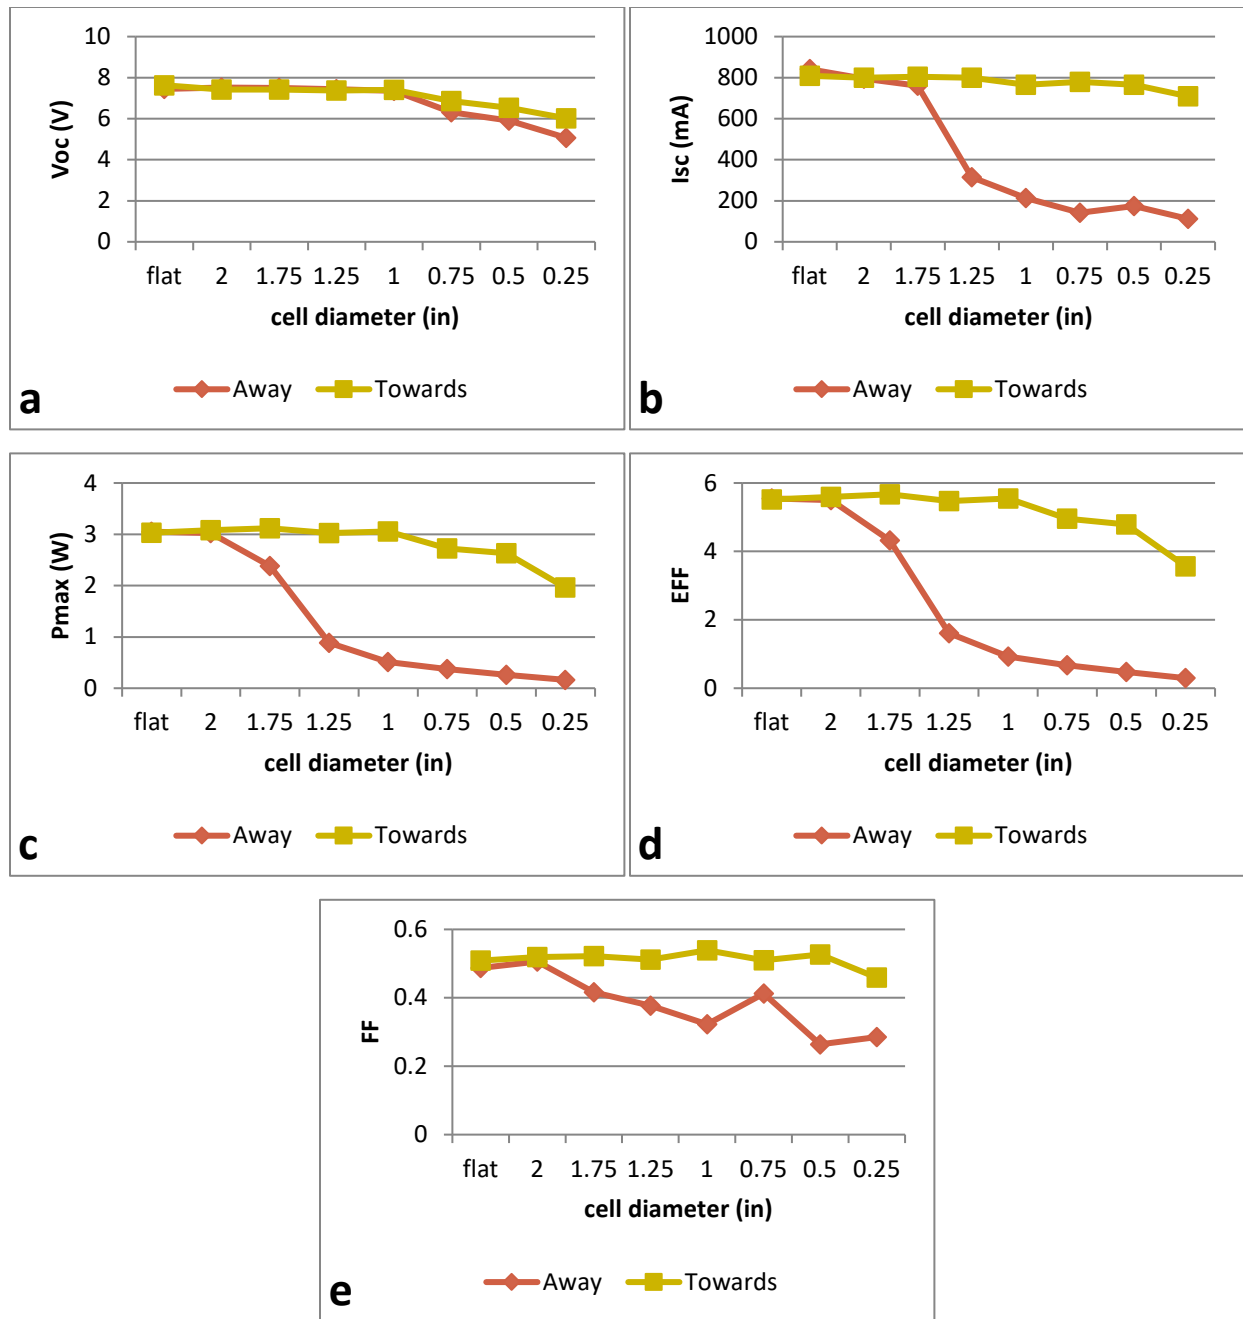 10
8
6
4
2
0
Voc (V)
flat 2 1.75 1.25 1 0.75 0.5 0.25
cell diameter (in)
Away Towards
a
1000
800
600
400
200
0
Isc (mA)
flat 2 1.75 1.25 1 0.75 0.5 0.25
cell diameter (in)
Away Towards
b
4
3
2
1
0
Pmax (W)
flat 2 1.75 1.25 1 0.75 0.5 0.25
cell diameter (in)
Away Towards
c
6
4
2
0
EFF
flat 2 1.75 1.25 1 0.75 0.5 0.25
cell diameter (in)
Away Towards
d
0.6
0.4
0.2
0
FF
flat 2 1.75 1.25 1 0.75 0.5 0.25
cell diameter (in)
Away Towards
e